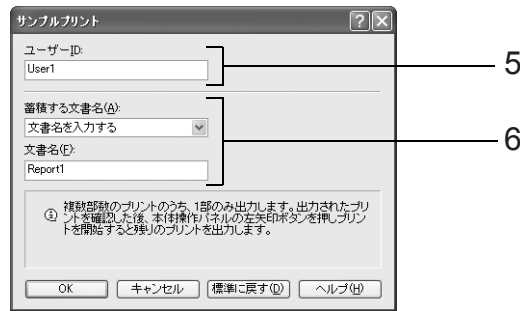 サンプルプリント
ユーザーID:
User1
5
蓄積する文書名(A):
文書名を入力する
6
文書名(F):
Report1
複数部数のプリントのうち、1部のみ出力します。出力されたプリ
ントを確認した後、本体操作パネルの左矢印ボタンを押しプリン
トを開始すると残りのプリントを出力します。
OK キャンセル 標準に戻す(D) ヘルプ(H)